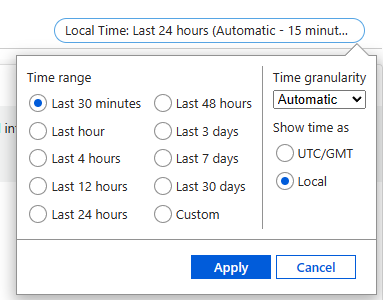 Local Time: Last 24 hours (Automatic - 15 minut...
Time range
Last 30 minutes
Last 48 hours
Last hour
Last 3 days
Last 4 hours
Last 7 days
Last 12 hours
Last 30 days
Last 24 hours
Custom
Time granularity
Automatic
Show time as
UTC/GMT
Local
Apply
Cancel